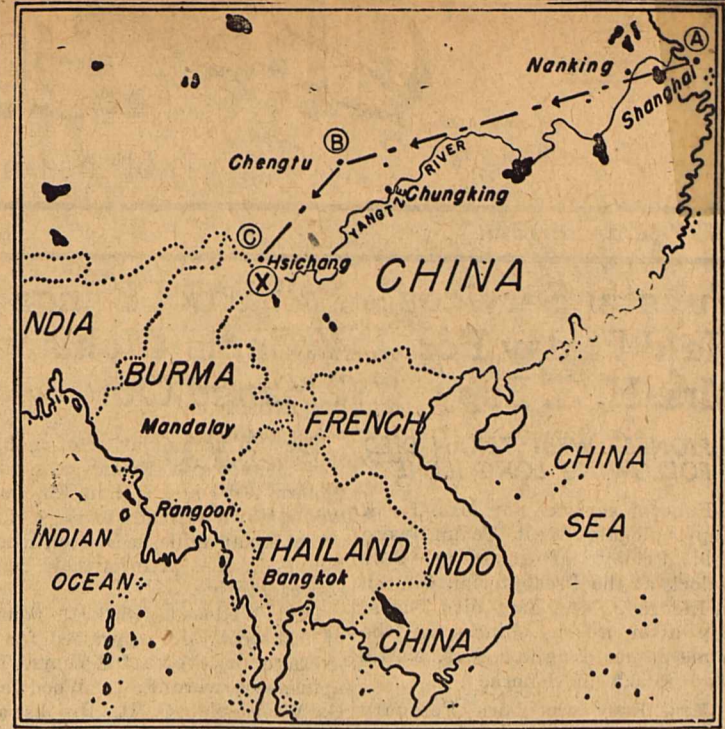 A
Nanking
Shanghai
B
Chengtu
YANGTZE RIVER
Chungking
C
Hsichang
X
CHINA
NDIA
BURMA
Mandalay
FRENCH
CHINA
SEA
Rangoon
INDIAN
OCEAN
THAILAND
INDO
Bangkok
CHINA